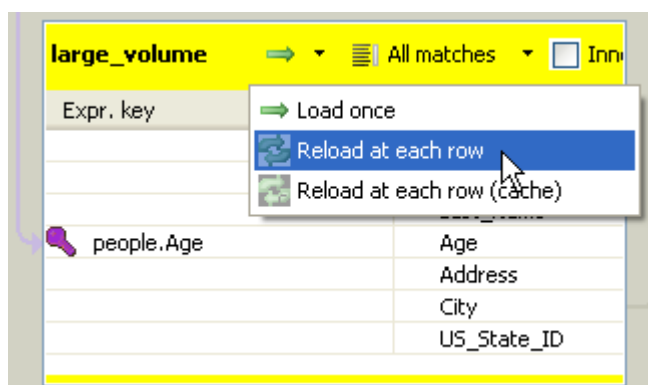 large_volume All matches Inn
Expr. key
Load once
Reload at each row
Reload at each row (cache)
people.Age Age
Address
City
US_State_ID